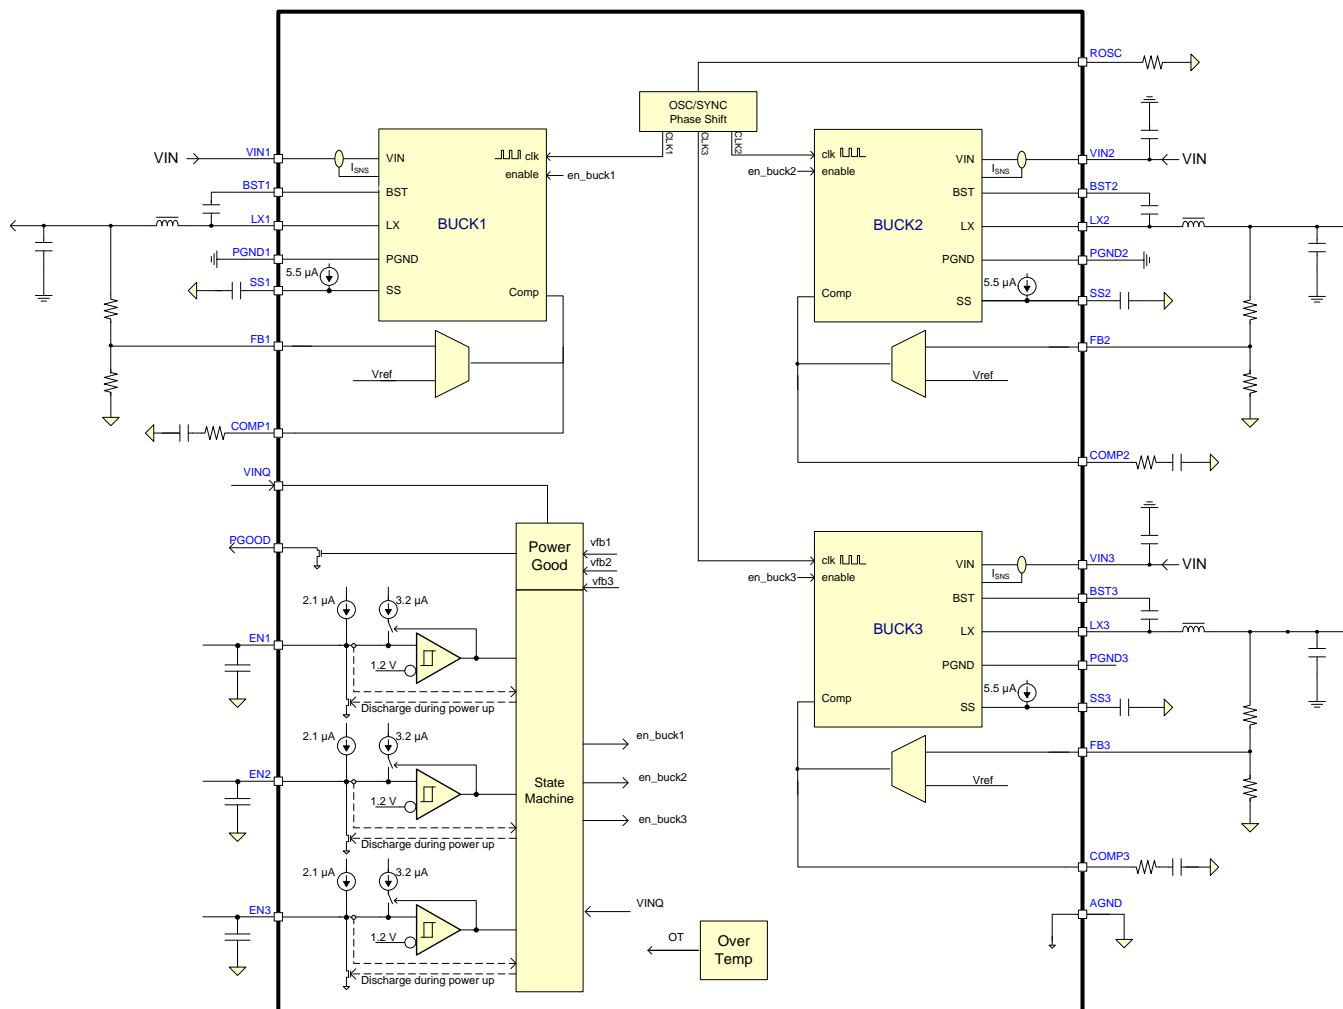 ROSC
OSC/SYNC
Phase Shift
CLK1
CLK3
CLK2
VIN
VIN1
ISNS
BST1
LX1
PGND1
5.5 µA
SS1
VIN
BST
LX
PGND
SS
BUCK1
clk
enable
Comp
en_buck1
FB1
Vref
COMP1
en_buck2
clk
enable
BUCK2
Comp
VIN
BST
LX
PGND
SS
ISNS
5.5 µA
VIN2
VIN
BST2
LX2
PGND2
SS2
FB2
Vref
COMP2
VINQ
PGOOD
Power
Good
vfb1
vfb2
vfb3
2.1 µA
3.2 µA
EN1
1.2 V
Discharge during power up
2.1 µA
3.2 µA
EN2
1.2 V
Discharge during power up
2.1 µA
3.2 µA
EN3
1.2 V
Discharge during power up
State
Machine
en_buck1
en_buck2
en_buck3
VINQ
OT
Over
Temp
en_buck3
clk
enable
BUCK3
Comp
VIN
BST
LX
PGND
SS
ISNS
5.5 µA
VIN3
VIN
BST3
LX3
PGND3
SS3
FB3
Vref
COMP3
AGND